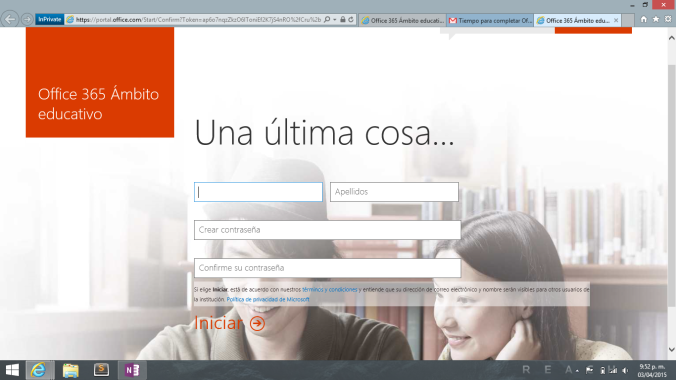 InPrivate
https://portal.office.com/Start/Confirm?Token=
Office 365 Ámbito educati...
Tiempo para completar Of...
Office 365 Ámbito edu...
Office 365 Ámbito
educativo
Una última cosa...
Apellidos
Crear contraseña
Confirme su contraseña
Si elige Iniciar, está de acuerdo con nuestros términos y condiciones y entiende que su dirección de correo electrónico y nombre serán visibles para otros usuarios de
la institución. Política de privacidad de Microsoft
Iniciar
R E A
9:52 p. m.
03/04/2015